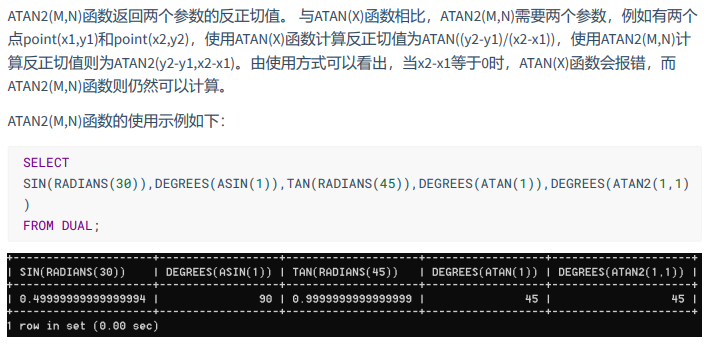 ATAN2(M,N)函数返回两个参数的反正切值。 与ATAN(X)函数相比，ATAN2(M,N)需要两个参数，例如有两个
点point(x1,y1)和point(x2,y2)，使用ATAN(X)函数计算反正切值为ATAN((y2-y1)/(x2-x1))，使用ATAN2(M,N)计
算反正切值则为ATAN2(y2-y1,x2-x1)。由使用方式可以看出，当x2-x1等于0时，ATAN(X)函数会报错，而
ATAN2(M,N)函数则仍然可以计算。
ATAN2(M,N)函数的使用示例如下：
SELECT
SIN(RADIANS(30)),DEGREES(ASIN(1)),TAN(RADIANS(45)),DEGREES(ATAN(1)),DEGREES(ATAN2(1,1)
)
FROM DUAL;
| SIN(RADIANS(30)) | DEGREES(ASIN(1)) | TAN(RADIANS(45)) | DEGREES(ATAN(1)) | DEGREES(ATAN2(1,1)) |
| 0.49999999999999994 | 90 | 0.9999999999999999 | 45 | 45 |
1 row in set (0.00 sec)